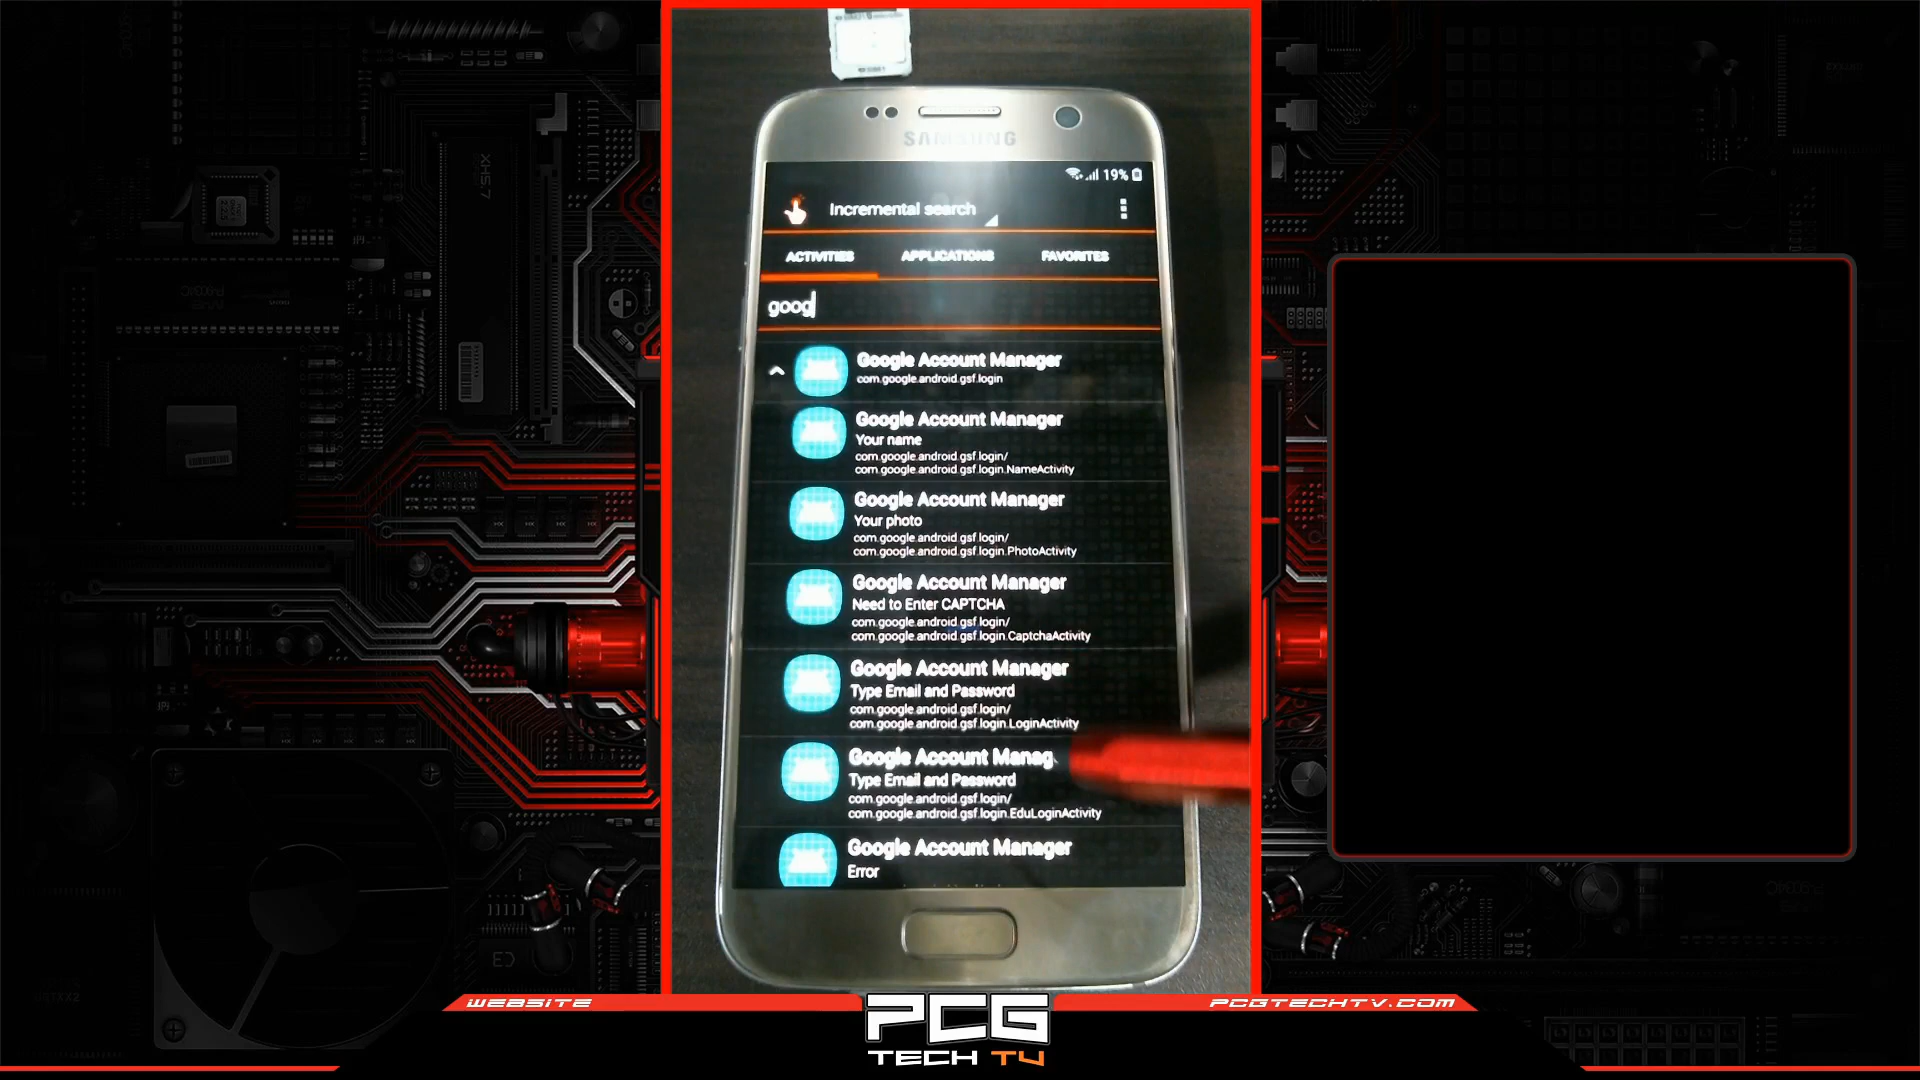 SAMSUNG
19%
Incremental search
ACTIVITIES APPLICATIONS FAVORITES
goog
Google Account Manager
com.google.android.gsf.login
Google Account Manager
Your name
com.google.android.gsf.login/
com.google.android.gsf.login.NameActivity
Google Account Manager
Your photo
com.google.android.gsf.login/
com.google.android.gsf.login.PhotoActivity
Google Account Manager
Need to Enter CAPTCHA
com.google.android.gsf.login/
com.google.android.gsf.login.CaptchaActivity
Google Account Manager
Type Email and Password
com.google.android.gsf.login/
com.google.android.gsf.login.LoginActivity
Google Account Manag
Type Email and Password
com.google.android.gsf.login/
com.google.android.gsf.login.EduLoginActivity
Google Account Manager
Error
WEBSITE
PCGTECHTV.COM
PCG
TECH TV
XHS.7